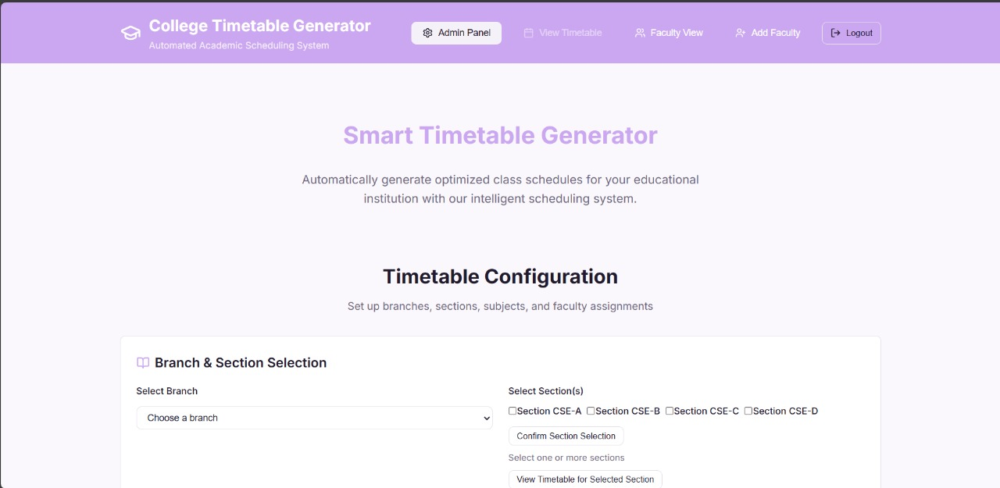 College Timetable Generator
Automated Academic Scheduling System
Admin Panel
View Timetable
Faculty View
Add Faculty
Logout
Smart Timetable Generator
Automatically generate optimized class schedules for your educational
institution with our intelligent scheduling system.
Timetable Configuration
Set up branches, sections, subjects, and faculty assignments
Branch & Section Selection
Select Branch
Choose a branch
Select Section(s)
Section CSE-A Section CSE-B Section CSE-C Section CSE-D
Confirm Section Selection
Select one or more sections
View Timetable for Selected Section